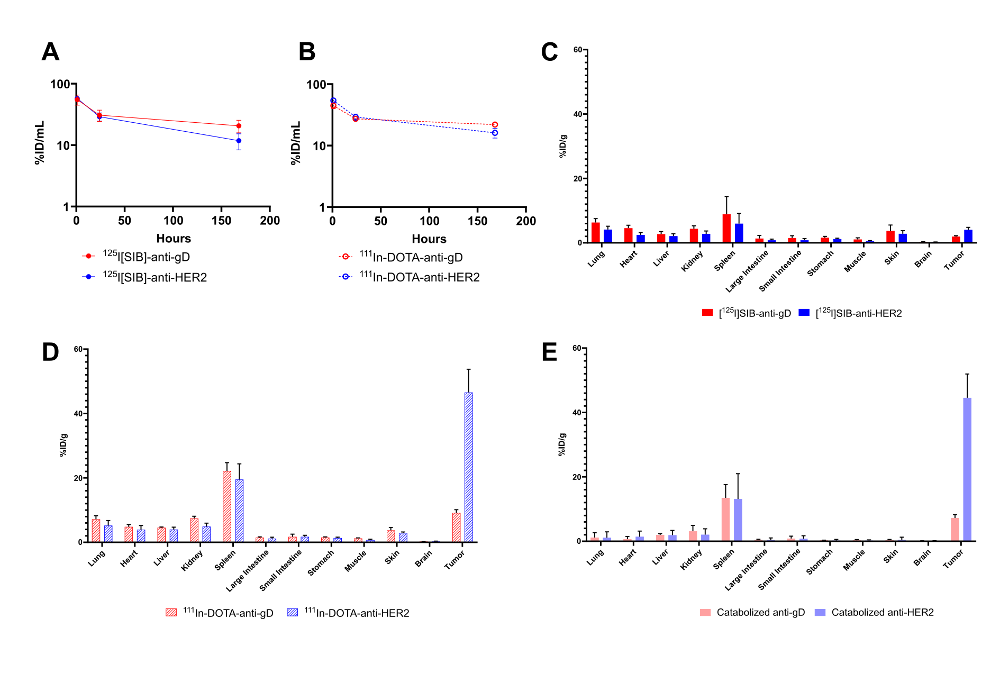 A
100
10
1
%ID/mL
0 50 100 150 200
Hours
125I[SIB]-anti-gD
125I[SIB]-anti-HER2
B
100
10
1
%ID/mL
0 50 100 150 200
Hours
111In-DOTA-anti-gD
111In-DOTA-anti-HER2
C
60
40
20
0
%ID/g
Lung Heart Liver Kidney Spleen Large Intestine Small Intestine Stomach Muscle Skin Brain Tumor
[125I]SIB-anti-gD [125I]SIB-anti-HER2
D
60
40
20
0
%ID/g
Lung Heart Liver Kidney Spleen Large Intestine Small Intestine Stomach Muscle Skin Brain Tumor
111In-DOTA-anti-gD 111In-DOTA-anti-HER2
E
60
40
20
0
%ID/g
Lung Heart Liver Kidney Spleen Large Intestine Small Intestine Stomach Muscle Skin Brain Tumor
Catabolized anti-gD Catabolized anti-HER2